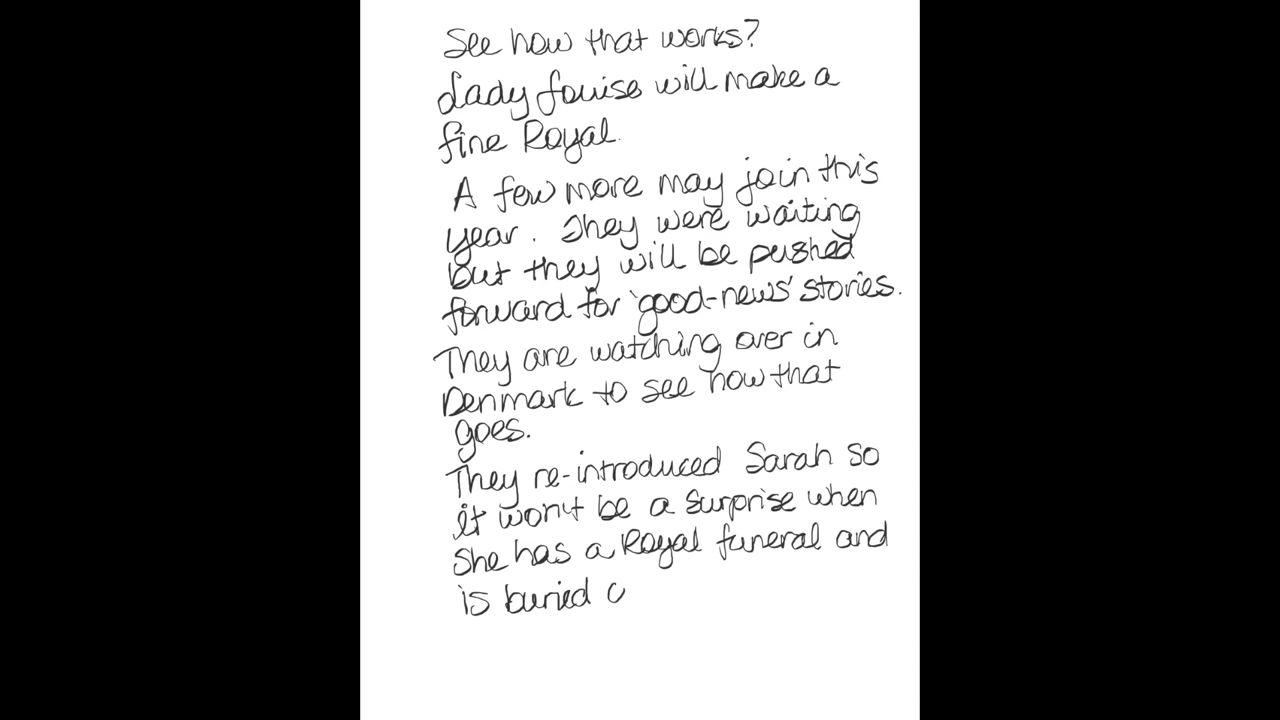 See how that works?
Lady Louise will make a
fine Royal.
A few more may join this
year. They were waiting
but they will be pushed
forward for 'good-news' stories.
They are watching over in
Denmark to see how that
goes.
They re-introduced Sarah so
it won't be a surprise when
she has a Royal funeral and
is buried